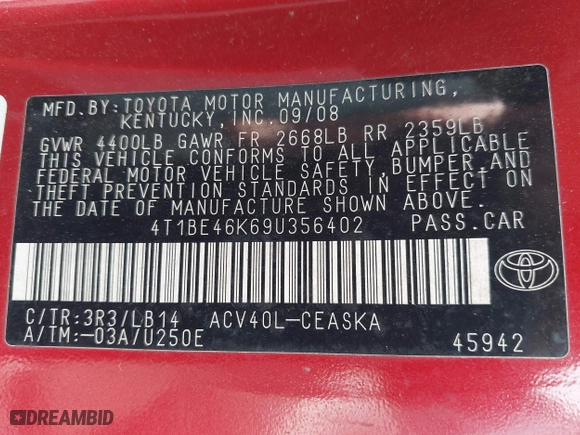 MFD.BY:TOYOTA MOTOR MANUFACTURING,
KENTUCKY, INC.09/08
GVWR 4400LB GAWR FR 2668LB RR 2359LB
THIS VEHICLE CONFORMS TO ALL APPLICABLE
FEDERAL MOTOR VEHICLE SAFETY, BUMPER, AND
THEFT PREVENTION STANDARDS IN EFFECT ON
THE DATE OF MANUFACTURE SHOWN ABOVE.
4T1BE46K69U356402 PASS.CAR
C/TR:3R3/LB14 ACV40L-CEASKA
A/TM:-03A/U250E 45942
TOYOTA
DREAMBID